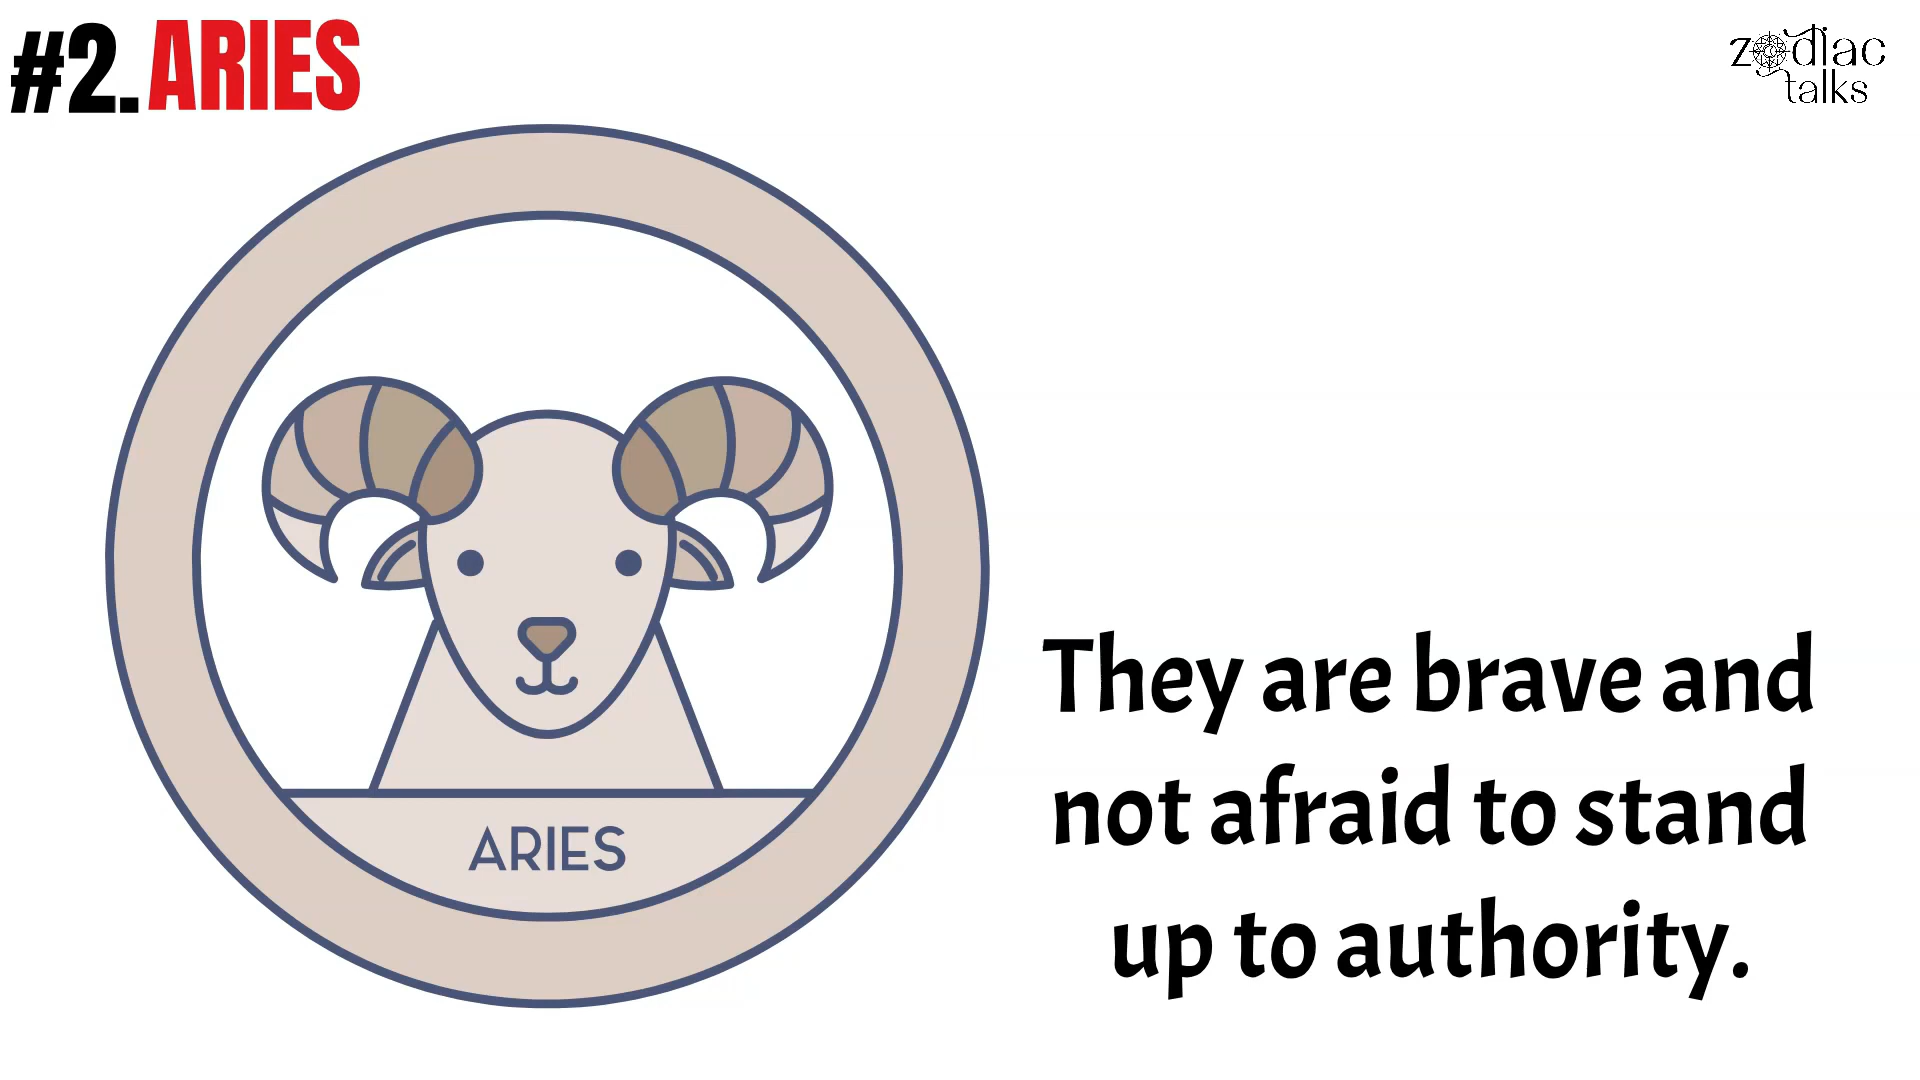 #2. ARIES
zodiac
talks
ARIES
They are brave and
not afraid to stand
up to authority.